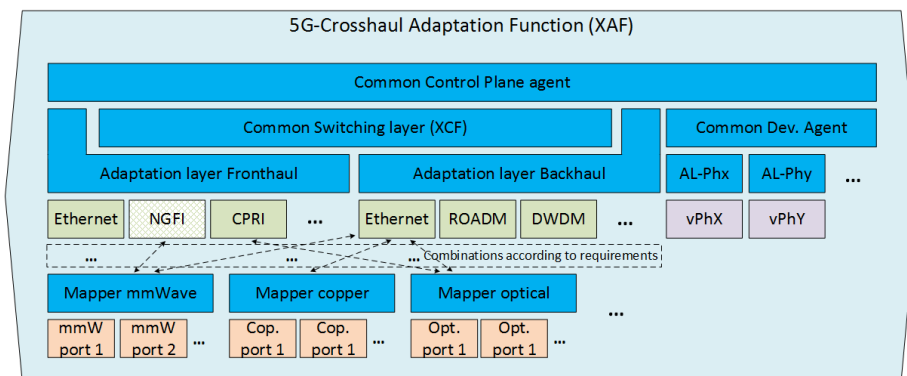 5G-Crosshaul Adaptation Function (XAF)
Common Control Plane agent
Common Switching layer (XCF)
Common Dev. Agent
Adaptation layer Fronthaul
Adaptation layer Backhaul
AL-Phx
AL-Phy
...
Ethernet
NGFI
CPRI
...
Ethernet
ROADM
DWDM
...
vPhX
vPhY
...
...
...
Combinations according to requirements
Mapper mmWave
Mapper copper
Mapper optical
...
mmW
port 1
mmW
port 2
...
Cop.
port 1
Cop.
port 1
...
Opt.
port 1
Opt.
port 1
...